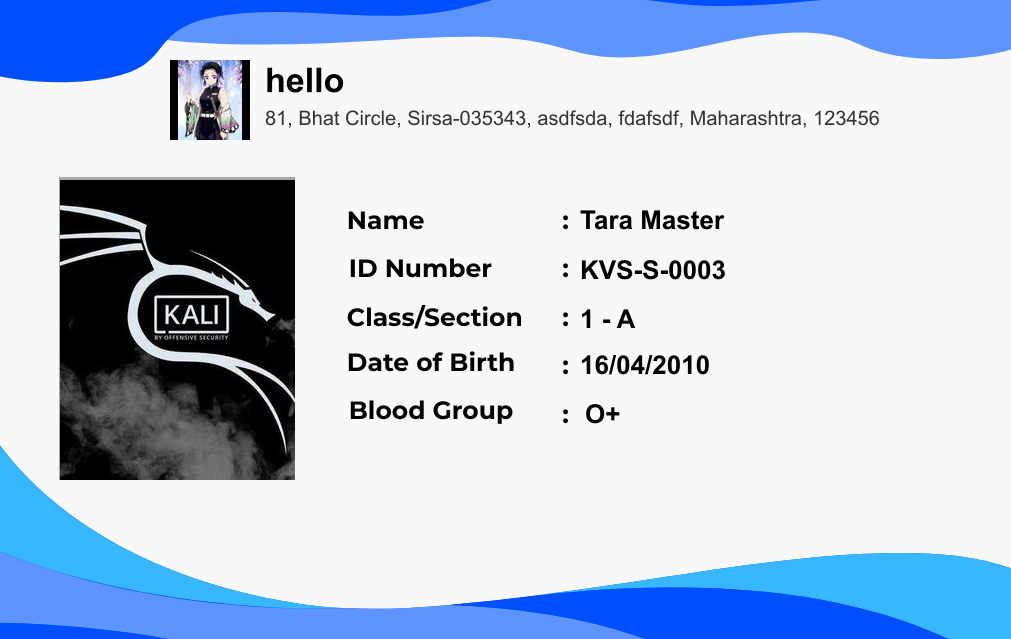 hello
81, Bhat Circle, Sirsa-035343, asdfsda, fdafsdf, Maharashtra, 123456
Name : Tara Master
ID Number : KVS-S-0003
KALI
BY OFFENSIVE SECURITY
Class/Section : 1 - A
Date of Birth : 16/04/2010
Blood Group : O+